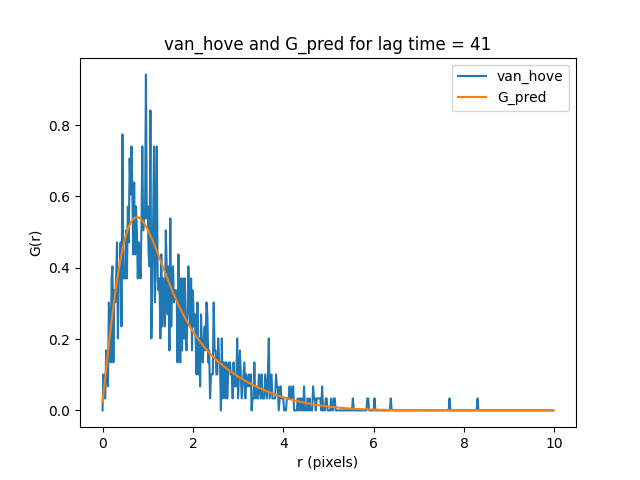 van_hove and G_pred for lag time = 41
van_hove
G_pred
G(r)
0.8
0.6
0.4
0.2
0.0
0 2 4 6 8 10
r (pixels)